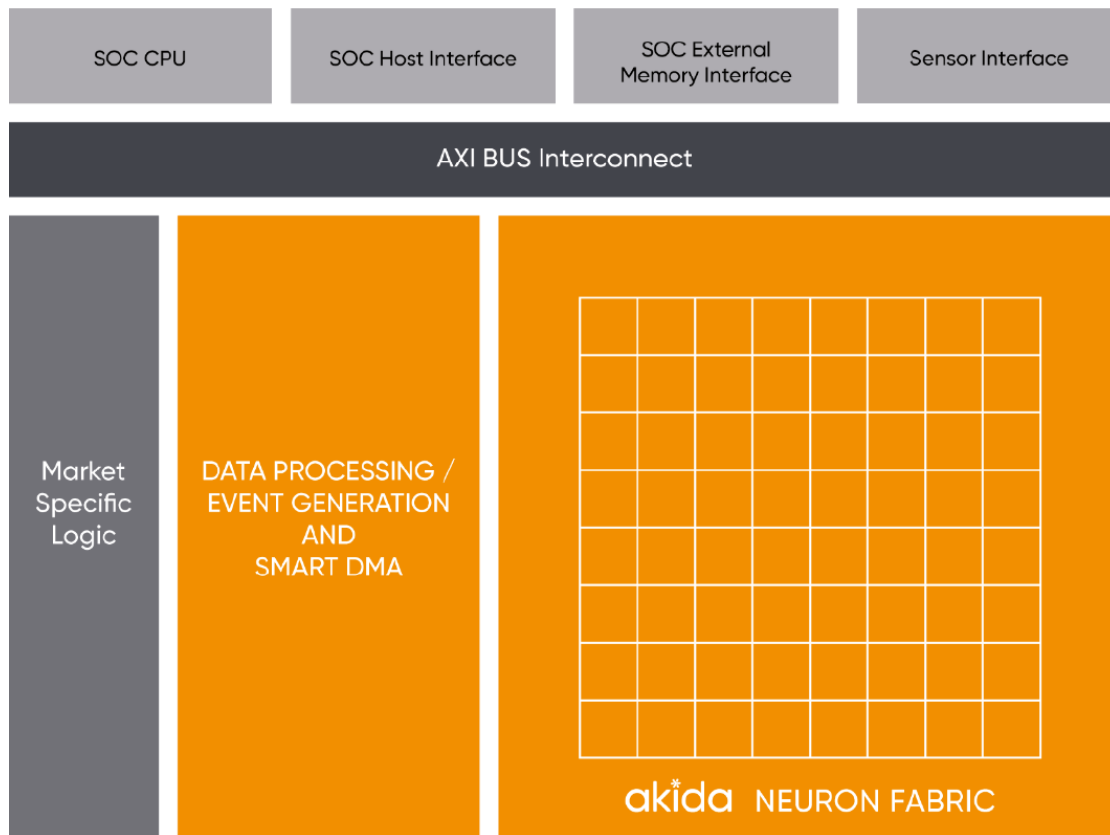 SOC CPU
SOC Host Interface
SOC External
Memory Interface
Sensor Interface
AXI BUS Interconnect
Market
Specific
Logic
DATA PROCESSING /
EVENT GENERATION
AND
SMART DMA
akida NEURON FABRIC